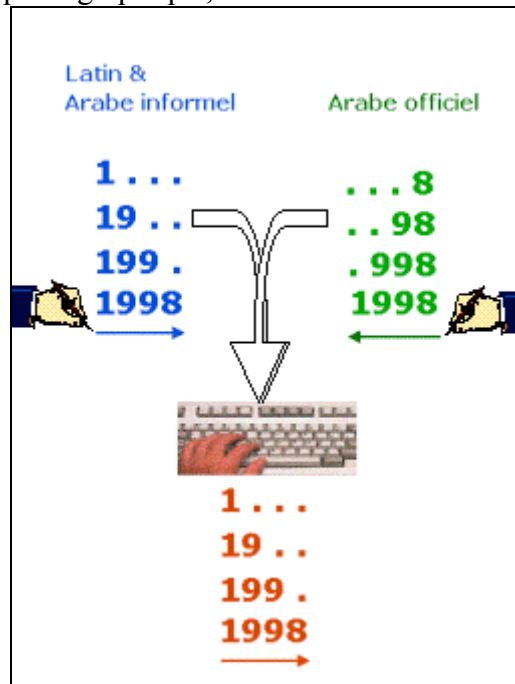 Latin &
Arabe informel
Arabe officiel
1 . . .
19 . .
199 .
1998
. . . 8
. . 98
. 998
1998
1 . . .
19 . .
199 .
1998